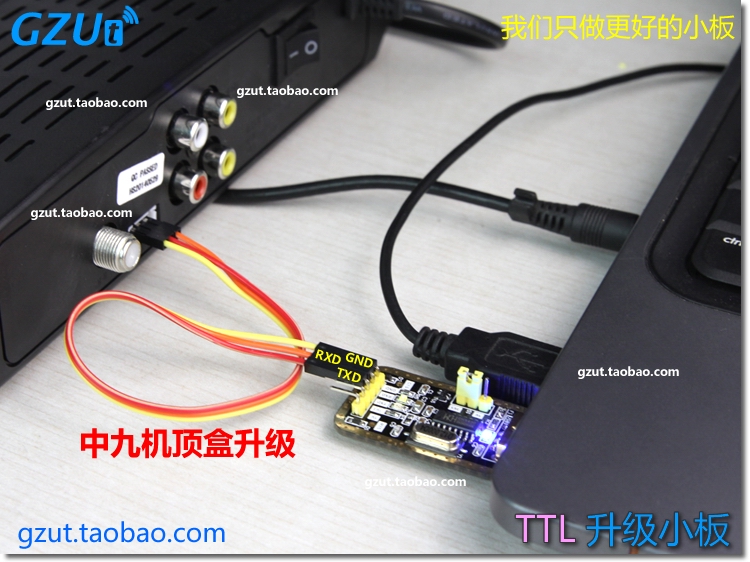 GZUt
我们只做更好的小板
gzut.taobao.com
gzut.taobao.com
QC PASSED
HS20140529
gzut.taobao.com
RXD GND
TXD
gzut.taobao.com
中九机顶盒升级
gzut.taobao.com
gzut.taobao.com
TTL 升级小板